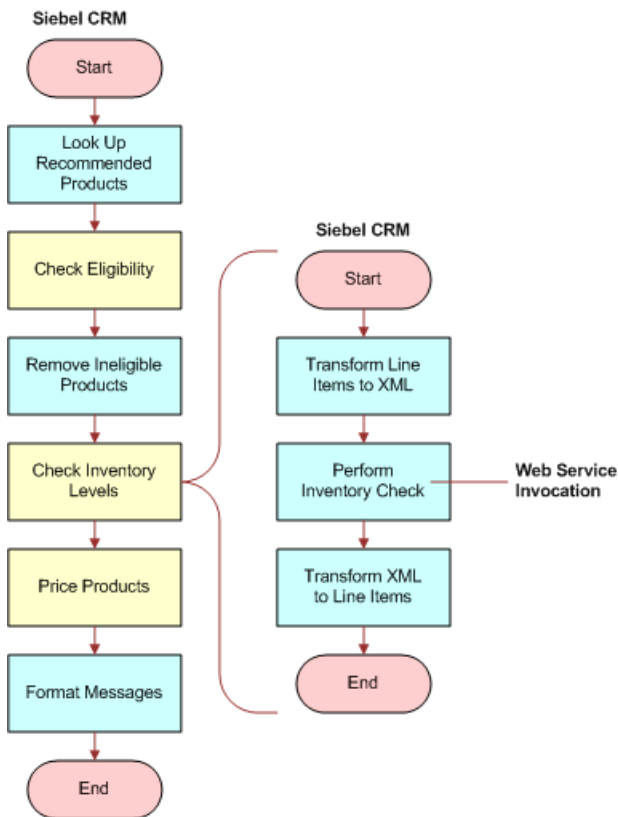 Siebel CRM
Start
Look Up
Recommended
Products
Check Eligibility
Remove Ineligible
Products
Check Inventory
Levels
Price Products
Format Messages
End
Siebel CRM
Start
Transform Line
Items to XML
Perform
Inventory Check
Web Service
Invocation
Transform XML
to Line Items
End